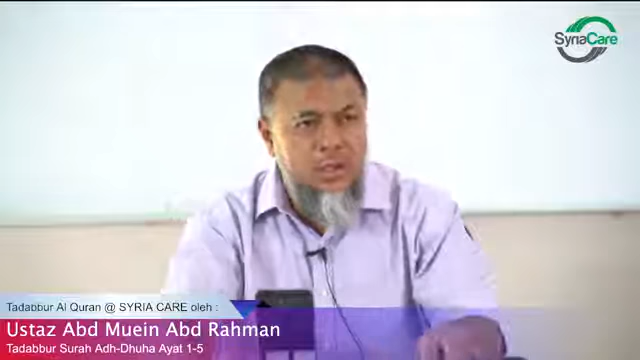 SyriaCare
Tadabbur Al Quran @ SYRIA CARE oleh :
Ustaz Abd Muein Abd Rahman
Tadabbur Surah Adh-Dhuha Ayat 1-5